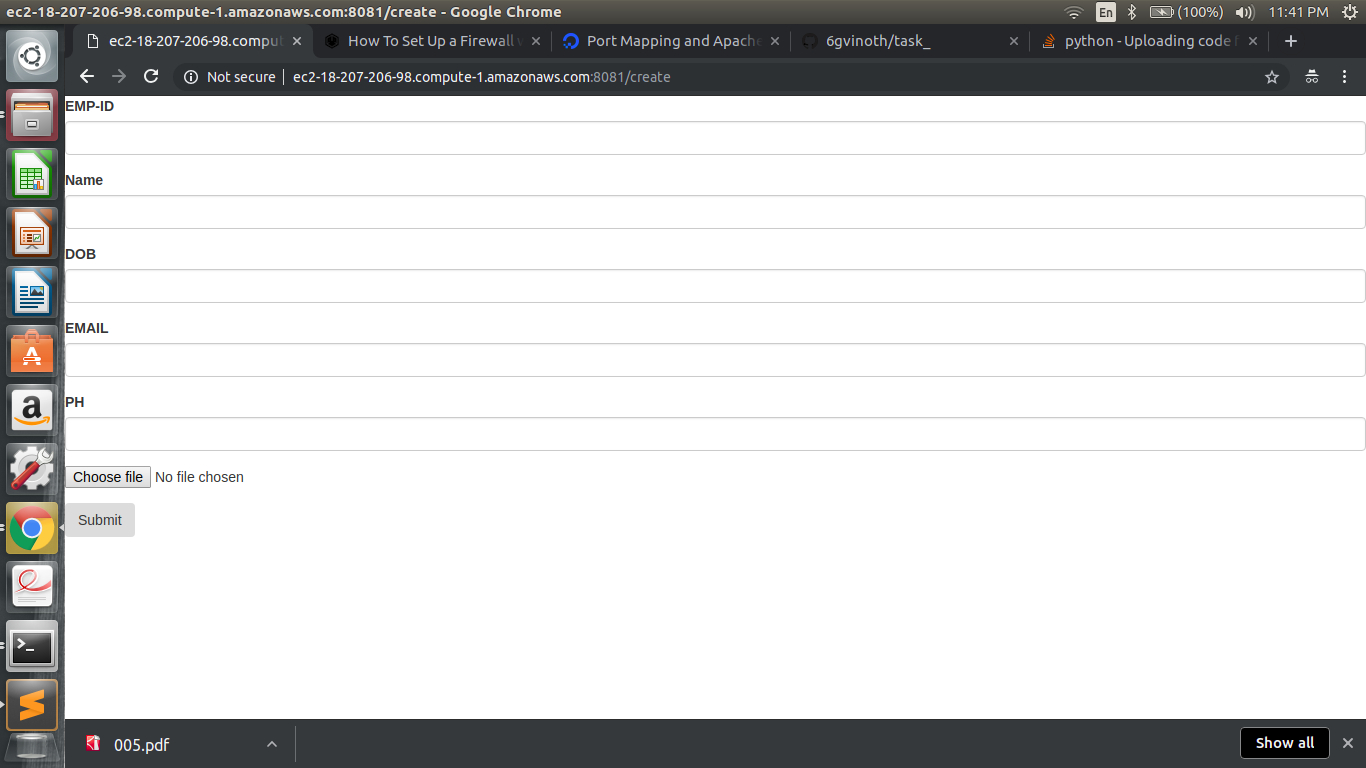 ec2-18-207-206-98.compute-1.amazonaws.com:8081/create - Google Chrome
En (100%) 11:41 PM
ec2-18-207-206-98.comput How To Set Up a Firewall Port Mapping and Apache 6gvinoth/task_ python - Uploading code
Not secure ec2-18-207-206-98.compute-1.amazonaws.com:8081/create
EMP-ID
Name
DOB
EMAIL
PH
Choose file No file chosen
Submit
005.pdf Show all